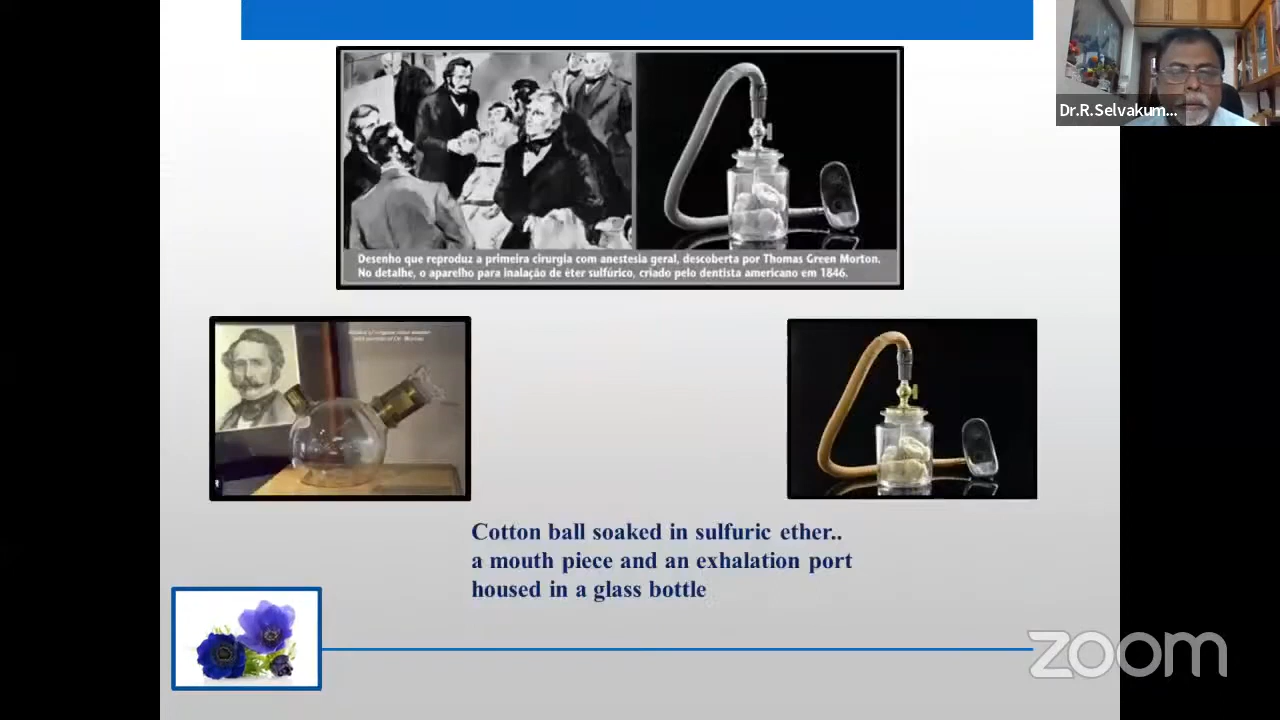 Dr.R.Selvakum...
Desenho que reproduz a primeira cirurgia com anestesia geral, descoberta por Thomas Green Morton.
No detalhe, o aparelho para inalação de éter sulfúrico, criado pelo dentista americano em 1846.
Cotton ball soaked in sulfuric ether..
a mouth piece and an exhalation port
housed in a glass bottle
zoom